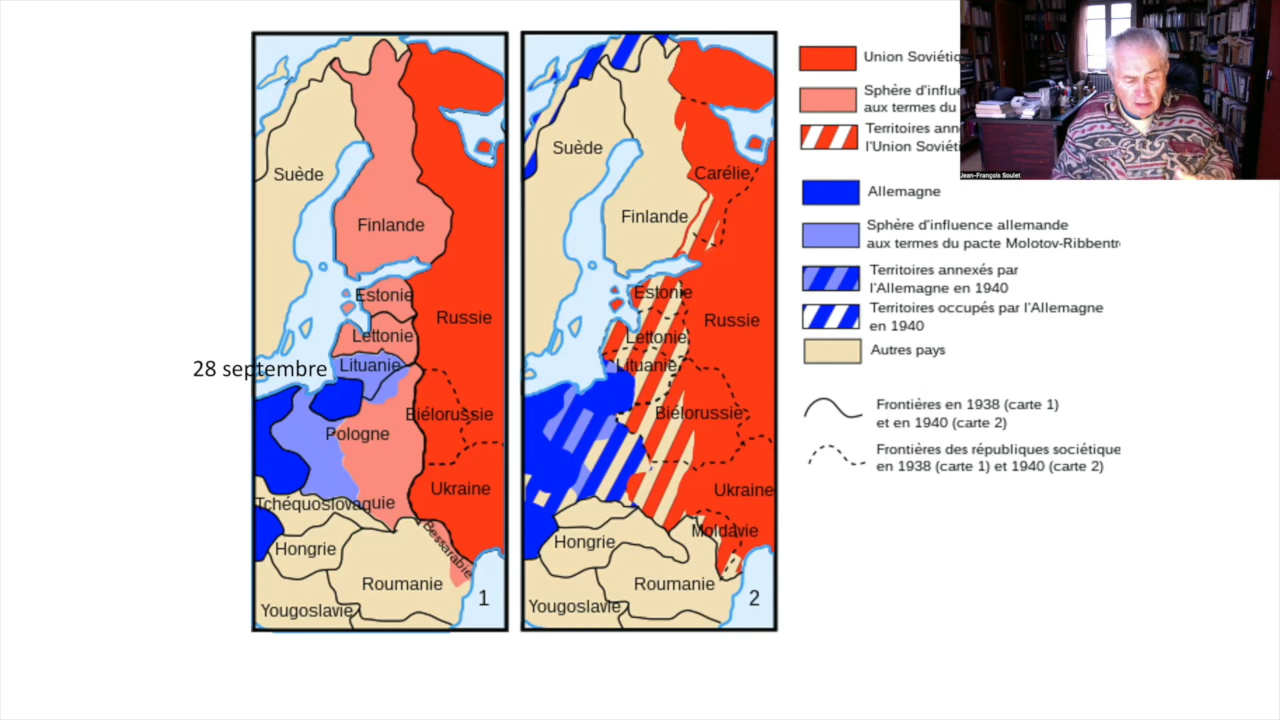 Suède
Finlande
Estonie
Lettonie
Lituanie
28 septembre
Russie
Biélorussie
Pologne
Ukraine
Tchéquoslovaquie
Bessarabie
Hongrie
Roumanie
Yougoslavie
1
Suède
Carélie
Finlande
Estonie
Russie
Lettonie
Lituanie
Biélorussie
Ukraine
Moldavie
Hongrie
Roumanie
Yougoslavie
2
Union Soviétiq
Sphère d'influe
aux termes du
Territoires ann
l'Union Soviéti
Allemagne
Sphère d'influence allemande
aux termes du pacte Molotov-Ribbentr
Territoires annexés par
l'Allemagne en 1940
Territoires occupés par l'Allemagne
en 1940
Autres pays
Frontières en 1938 (carte 1)
et en 1940 (carte 2)
Frontières des républiques sociétique
en 1938 (carte 1) et 1940 (carte 2)
Jean-François Soulet